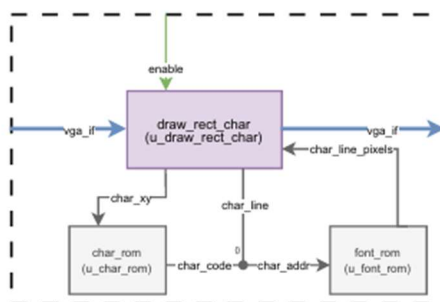 enable
draw_rect_char
(u_draw_rect_char)
vga_if
vga_if
char_line_pixels
char_xy
char_line
char_rom
(u_char_rom)
char_code
0
char_addr
font_rom
(u_font_rom)